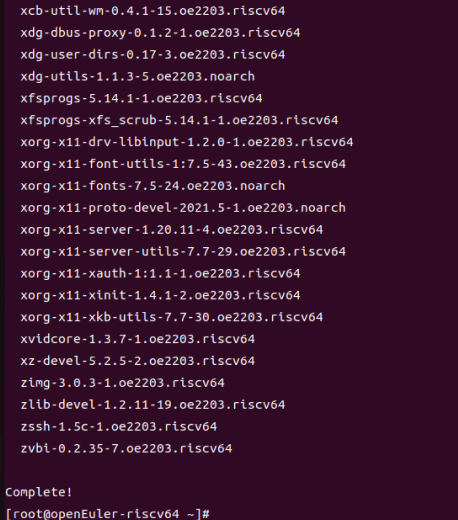 xcb-util-wm-0.4.1-15.oe2203.riscv64
xdg-dbus-proxy-0.1.2-1.oe2203.riscv64
xdg-user-dirs-0.17-3.oe2203.riscv64
xdg-utils-1.1.3-5.oe2203.noarch
xfsprogs-5.14.1-1.oe2203.riscv64
xfsprogs-xfs_scrub-5.14.1-1.oe2203.riscv64
xorg-x11-drv-libinput-1.2.0-1.oe2203.riscv64
xorg-x11-font-utils-1:7.5-43.oe2203.riscv64
xorg-x11-fonts-7.5-24.oe2203.noarch
xorg-x11-proto-devel-2021.5-1.oe2203.noarch
xorg-x11-server-1.20.11-4.oe2203.riscv64
xorg-x11-server-utils-7.7-29.oe2203.riscv64
xorg-x11-xauth-1:1.1-1.oe2203.riscv64
xorg-x11-xinit-1.4.1-2.oe2203.riscv64
xorg-x11-xkb-utils-7.7-30.oe2203.riscv64
xvidcore-1.3.7-1.oe2203.riscv64
xz-devel-5.2.5-2.oe2203.riscv64
zimg-3.0.3-1.oe2203.riscv64
zlib-devel-1.2.11-19.oe2203.riscv64
zssh-1.5c-1.oe2203.riscv64
zvbi-0.2.35-7.oe2203.riscv64
Complete!
[root@openEuler-riscv64 ~]#